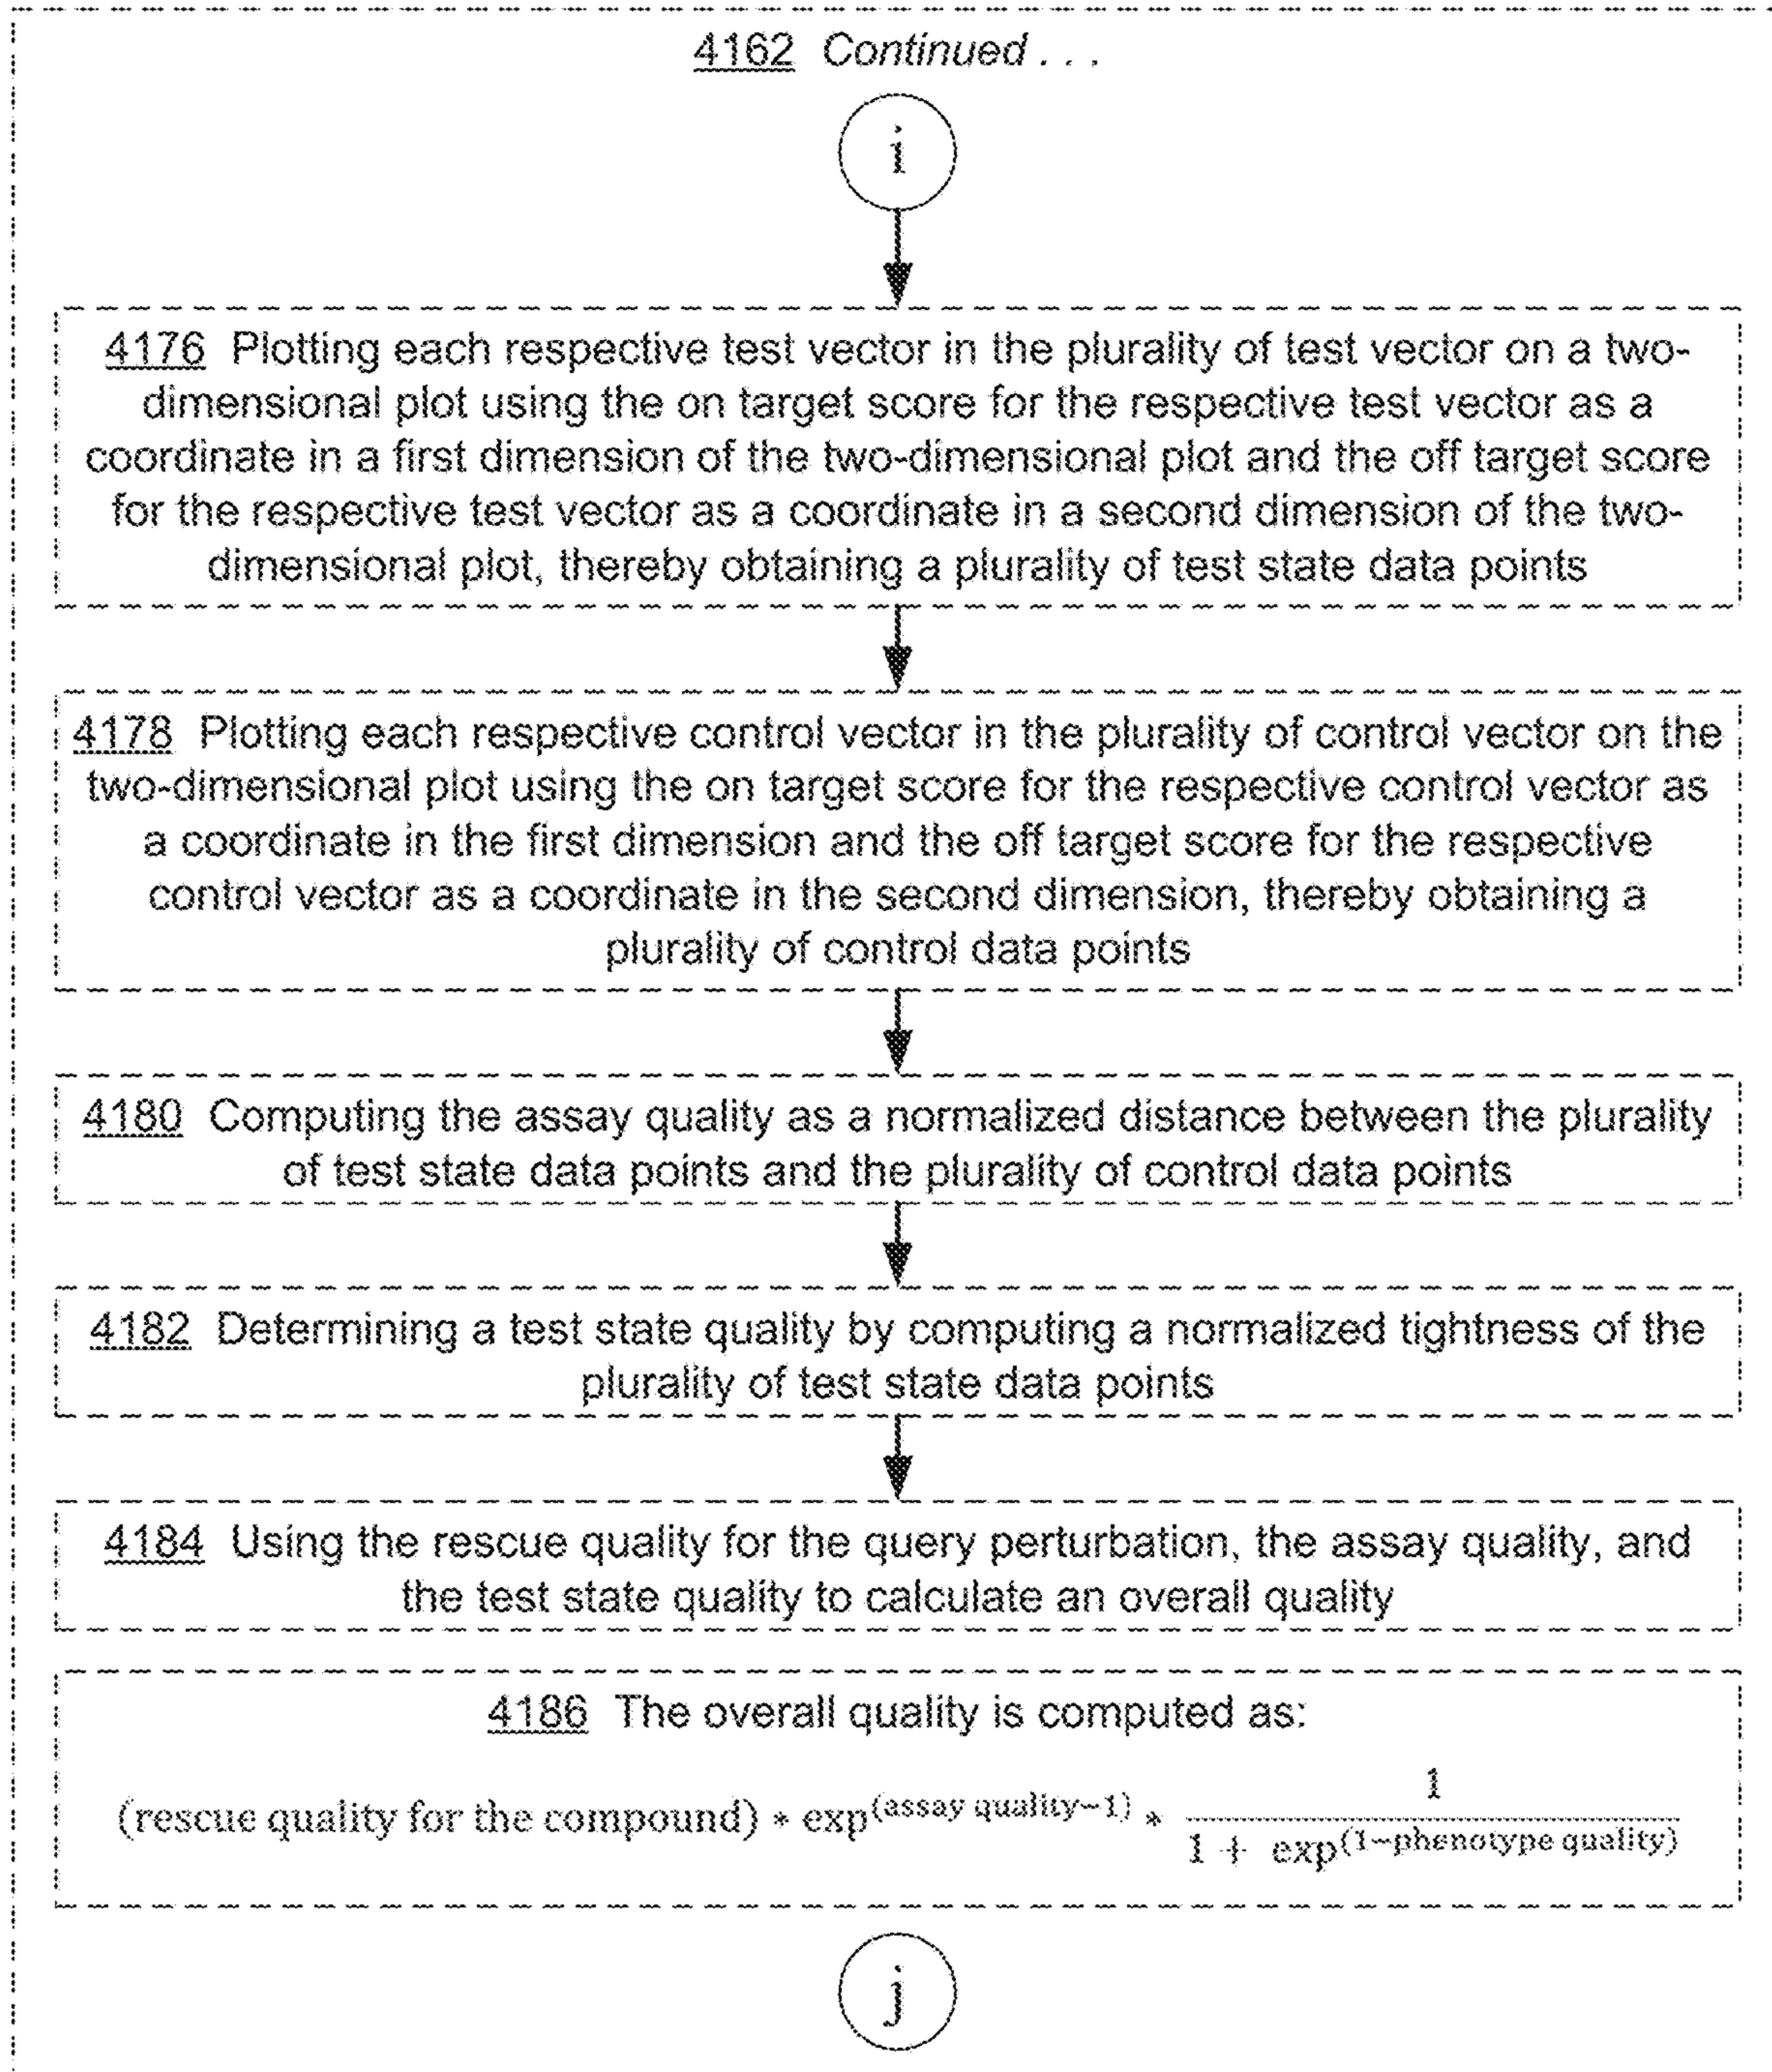 4162 Continued . . .
i
4176 Plotting each respective test vector in the plurality of test vector on a two-
dimensional plot using the on target score for the respective test vector as a
coordinate in a first dimension of the two-dimensional plot and the off target score
for the respective test vector as a coordinate in a second dimension of the two-
dimensional plot, thereby obtaining a plurality of test state data points
4178 Plotting each respective control vector in the plurality of control vector on the
two-dimensional plot using the on target score for the respective control vector as
a coordinate in the first dimension and the off target score for the respective
control vector as a coordinate in the second dimension, thereby obtaining a
plurality of control data points
4180 Computing the assay quality as a normalized distance between the plurality
of test state data points and the plurality of control data points
4182 Determining a test state quality by computing a normalized tightness of the
plurality of test state data points
4184 Using the rescue quality for the query perturbation, the assay quality, and
the test state quality to calculate an overall quality
4186 The overall quality is computed as:
(rescue quality for the compound) * exp^(assay quality−1) * 1
1 + exp^(1−phenotype quality)
j